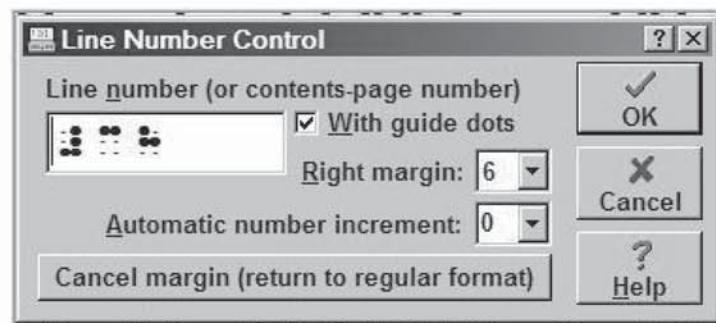 Line Number Control
Line number (or contents-page number)
⠼⠉⠓
With guide dots
Right margin: 6
Automatic number increment: 0
Cancel margin (return to regular format)
OK
Cancel
Help